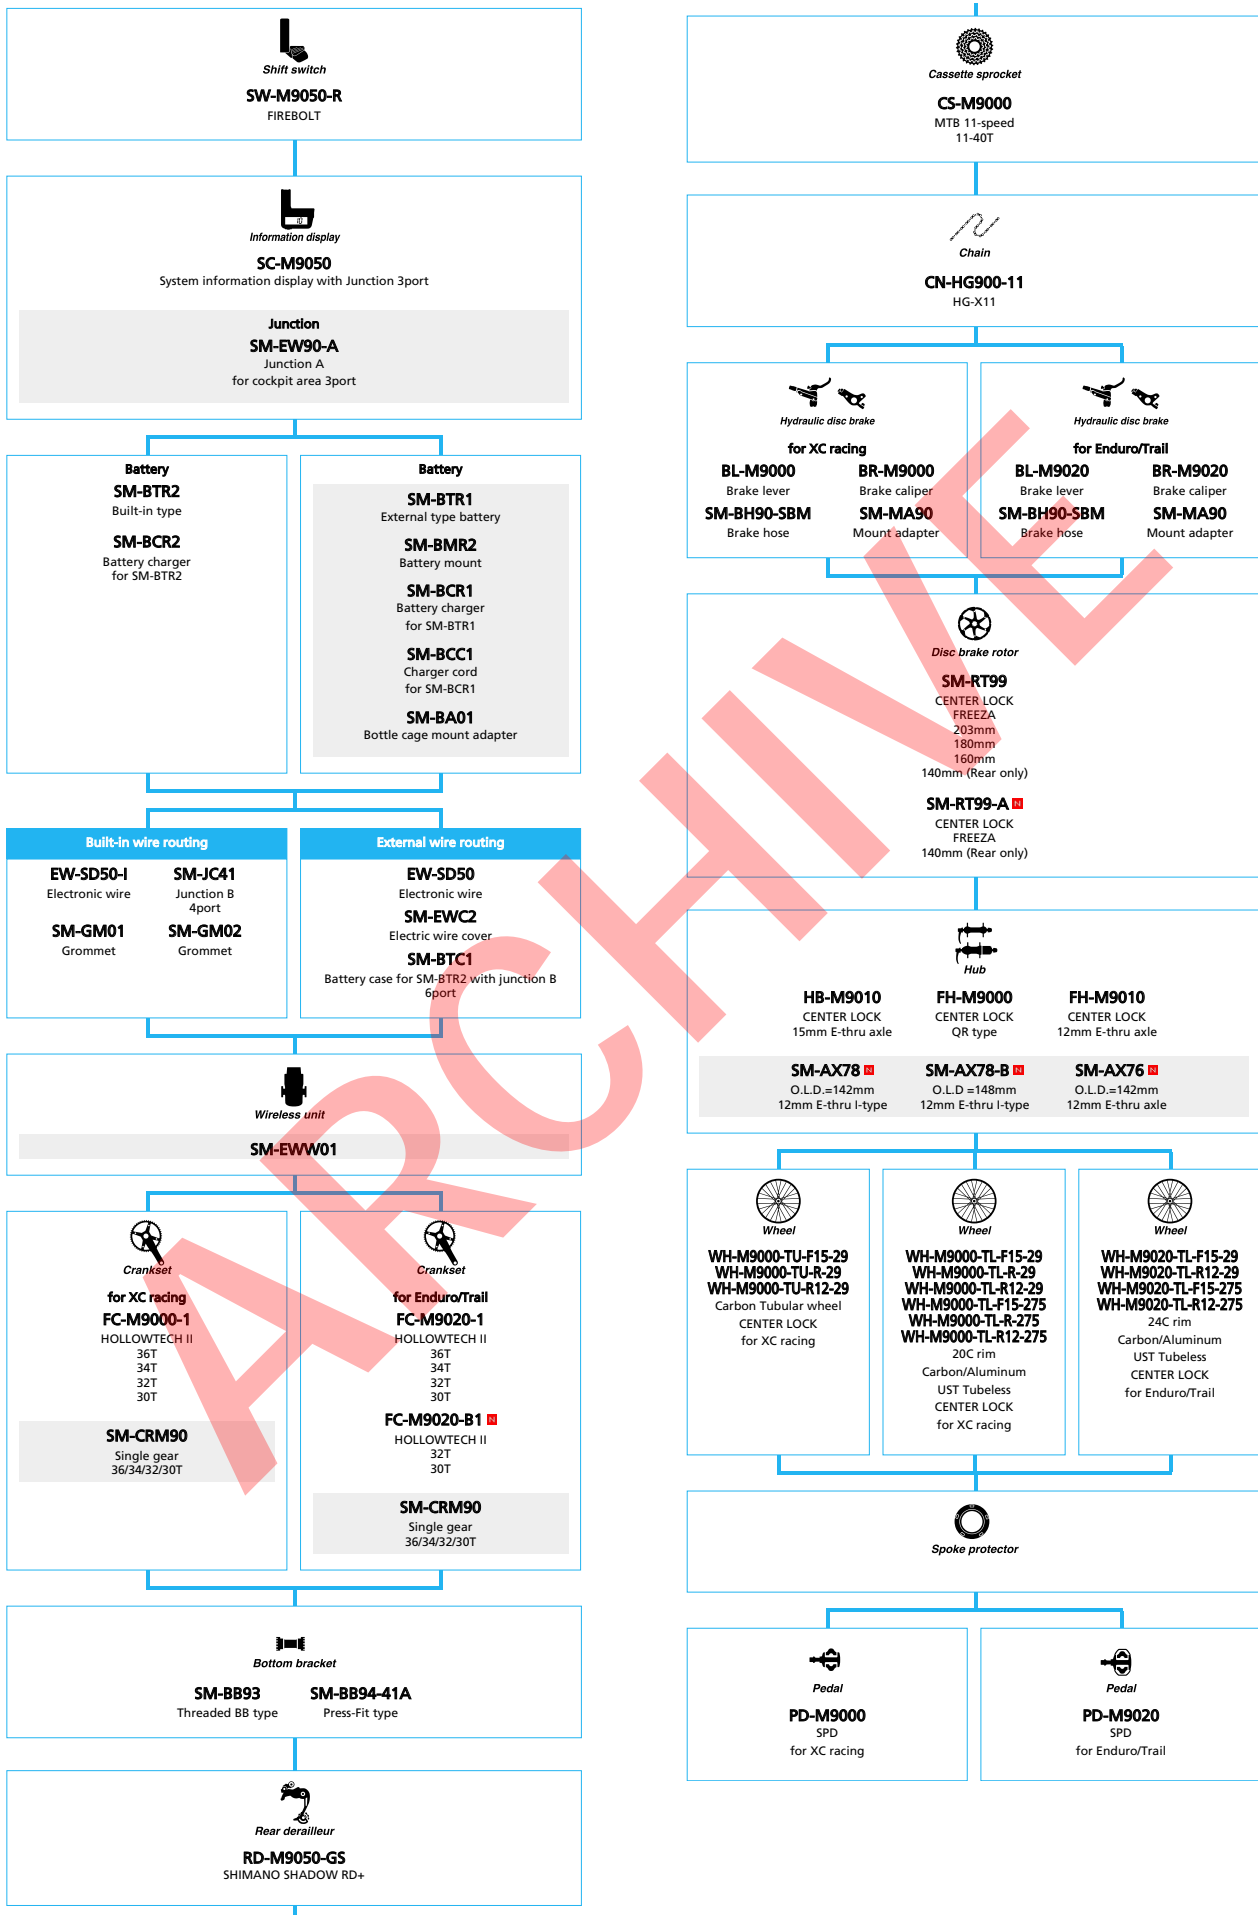 Shift switch
SW-M9050-R
FIREBOLT
Information display
SC-M9050
System information display with Junction 3port
Junction
SM-EW90-A
Junction A
for cockpit area 3port
Battery
SM-BTR2
Built-in type
SM-BCR2
Battery charger
for SM-BTR2
Battery
SM-BTR1
External type battery
SM-BMR2
Battery mount
SM-BCR1
Battery charger
for SM-BTR1
SM-BCC1
Charger cord
for SM-BCR1
SM-BA01
Bottle cage mount adapter
Built-in wire routing
EW-SD50-I SM-JC41
Electronic wire Junction B
4port
SM-GM01 SM-GM02
Grommet Grommet
External wire routing
EW-SD50
Electronic wire
SM-EWC2
Electric wire cover
SM-BTC1
Battery case for SM-BTR2 with junction B
6port
Wireless unit
SM-EWW01
Crankset
for XC racing
FC-M9000-1
HOLLOWTECH II
36T
34T
32T
30T
SM-CRM90
Single gear
36/34/32/30T
Crankset
for Enduro/Trail
FC-M9020-1
HOLLOWTECH II
36T
34T
32T
30T
FC-M9020-B1 N
HOLLOWTECH II
32T
30T
SM-CRM90
Single gear
36/34/32/30T
Bottom bracket
SM-BB93 SM-BB94-41A
Threaded BB type Press-Fit type
Rear derailleur
RD-M9050-GS
SHIMANO SHADOW RD+
Cassette sprocket
CS-M9000
MTB 11-speed
11-40T
Chain
CN-HG900-11
HG-X11
Hydraulic disc brake
for XC racing
BL-M9000 BR-M9000
Brake lever Brake caliper
SM-BH90-SBM SM-MA90
Brake hose Mount adapter
Hydraulic disc brake
for Enduro/Trail
BL-M9020 BR-M9020
Brake lever Brake caliper
SM-BH90-SBM SM-MA90
Brake hose Mount adapter
Disc brake rotor
SM-RT99
CENTER LOCK
FREEZA
203mm
180mm
160mm
140mm (Rear only)
SM-RT99-A N
CENTER LOCK
FREEZA
140mm (Rear only)
Hub
HB-M9010 FH-M9000 FH-M9010
CENTER LOCK CENTER LOCK CENTER LOCK
15mm E-thru axle QR type 12mm E-thru axle
SM-AX78 N SM-AX78-B N SM-AX76 N
O.L.D.=142mm O.L.D =148mm O.L.D.=142mm
12mm E-thru I-type 12mm E-thru I-type 12mm E-thru axle
Wheel
WH-M9000-TU-F15-29
WH-M9000-TU-R-29
WH-M9000-TU-R12-29
Carbon Tubular wheel
CENTER LOCK
for XC racing
Wheel
WH-M9000-TL-F15-29
WH-M9000-TL-R-29
WH-M9000-TL-R12-29
WH-M9000-TL-F15-275
WH-M9000-TL-R-275
WH-M9000-TL-R12-275
20C rim
Carbon/Aluminum
UST Tubeless
CENTER LOCK
for XC racing
Wheel
WH-M9020-TL-F15-29
WH-M9020-TL-R12-29
WH-M9020-TL-F15-275
WH-M9020-TL-R12-275
24C rim
Carbon/Aluminum
UST Tubeless
CENTER LOCK
for Enduro/Trail
Spoke protector
Pedal
PD-M9000
SPD
for XC racing
Pedal
PD-M9020
SPD
for Enduro/Trail
ARCHIVE